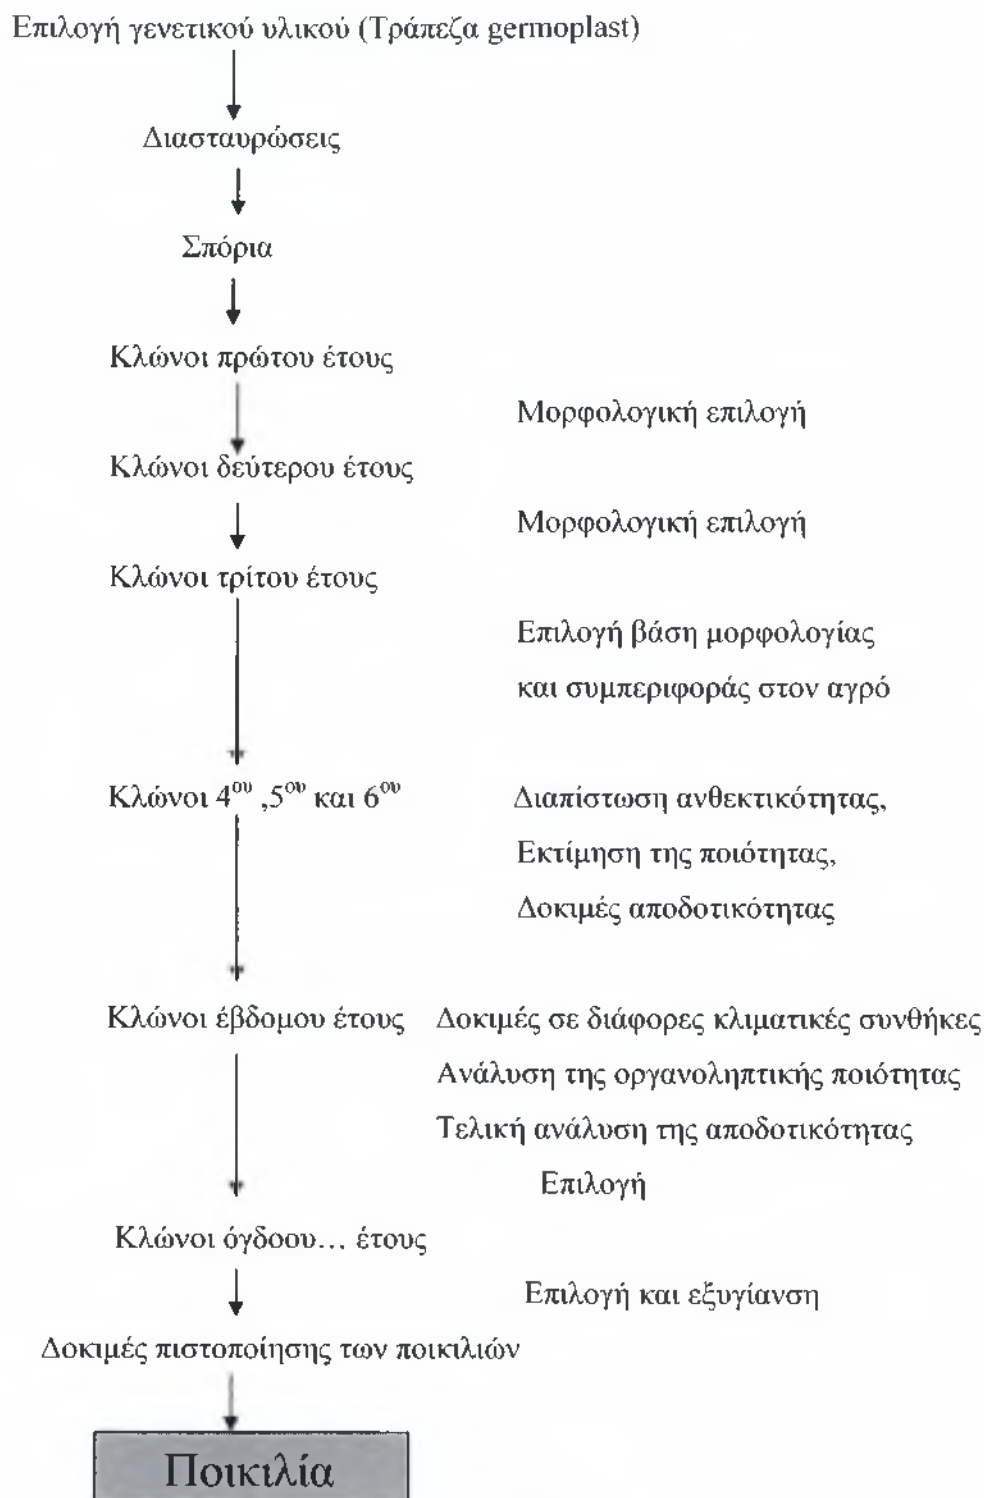 Επιλογή γενετικού υλικού (Τράπεζα germoplast)
Διασταυρώσεις
Σπόρια
Κλώνοι πρώτου έτους
Μορφολογική επιλογή
Κλώνοι δεύτερου έτους
Μορφολογική επιλογή
Κλώνοι τρίτου έτους
Επιλογή βάση μορφολογίας
και συμπεριφοράς στον αγρό
Κλώνοι 4ου ,5ου και 6ου Διαπίστωση ανθεκτικότητας,
Εκτίμηση της ποιότητας,
Δοκιμές αποδοτικότητας
Κλώνοι έβδομου έτους Δοκιμές σε διάφορες κλιματικές συνθήκες
Ανάλυση της οργανοληπτικής ποιότητας
Τελική ανάλυση της αποδοτικότητας
Επιλογή
Κλώνοι όγδοου... έτους
Επιλογή και εξυγίανση
Δοκιμές πιστοποίησης των ποικιλιών
Ποικιλία